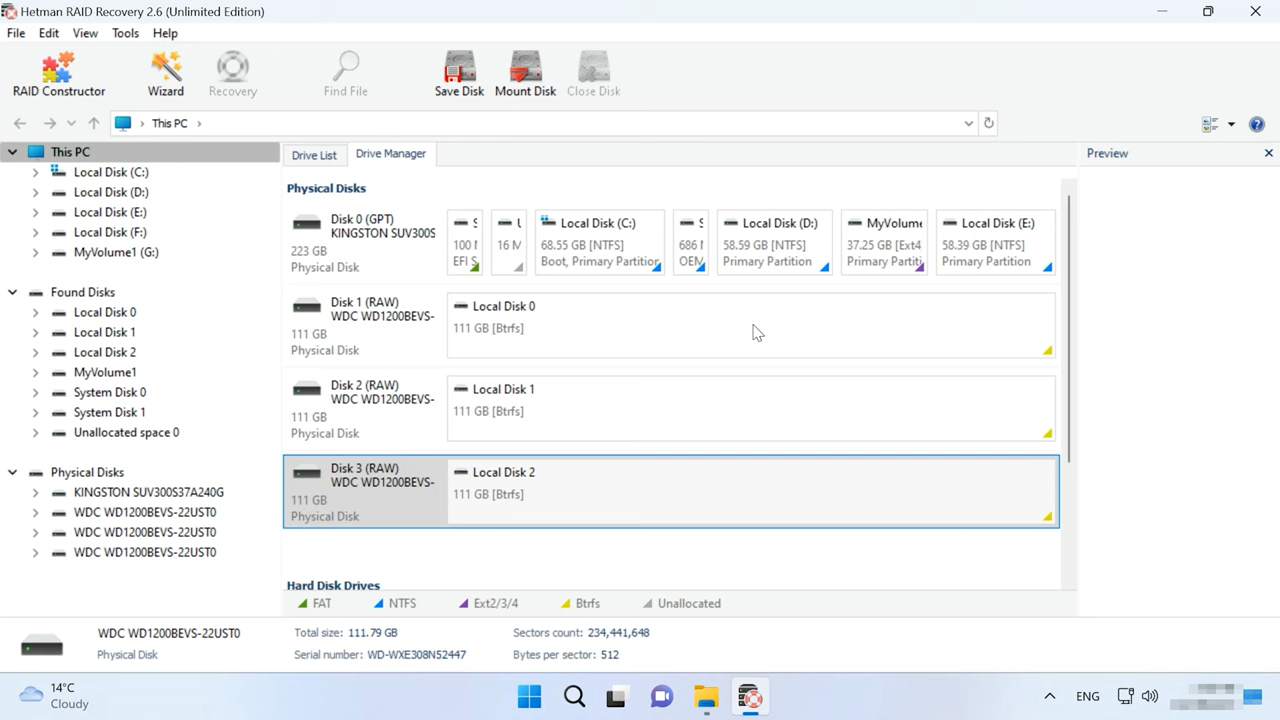 Hetman RAID Recovery 2.6 (Unlimited Edition)
File Edit View Tools Help
RAID Constructor Wizard Recovery Find File Save Disk Mount Disk Close Disk
This PC
This PC
Local Disk (C:)
Local Disk (D:)
Local Disk (E:)
Local Disk (F:)
MyVolume1 (G:)
Found Disks
Local Disk 0
Local Disk 1
Local Disk 2
MyVolume1
System Disk 0
System Disk 1
Unallocated space 0
Physical Disks
KINGSTON SUV300S37A240G
WDC WD1200BEVS-22UST0
WDC WD1200BEVS-22UST0
WDC WD1200BEVS-22UST0
Drive List Drive Manager
Physical Disks
Disk 0 (GPT)
KINGSTON SUV300S
223 GB
Physical Disk
S
100 M
EFI S
L
16 M
Local Disk (C:)
68.55 GB [NTFS]
Boot, Primary Partition
S
686 M
OEM
Local Disk (D:)
58.59 GB [NTFS]
Primary Partition
MyVolume
37.25 GB [Ext4
Primary Partiti
Local Disk (E:)
58.39 GB [NTFS]
Primary Partition
Disk 1 (RAW)
WDC WD1200BEVS-
111 GB
Physical Disk
Local Disk 0
111 GB [Btrfs]
Disk 2 (RAW)
WDC WD1200BEVS-
111 GB
Physical Disk
Local Disk 1
111 GB [Btrfs]
Disk 3 (RAW)
WDC WD1200BEVS-
111 GB
Physical Disk
Local Disk 2
111 GB [Btrfs]
Hard Disk Drives
FAT NTFS Ext2/3/4 Btrfs Unallocated
Preview
WDC WD1200BEVS-22UST0
Physical Disk
Total size: 111.79 GB
Serial number: WD-WXE308N52447
Sectors count: 234,441,648
Bytes per sector: 512
14°C
Cloudy
ENG